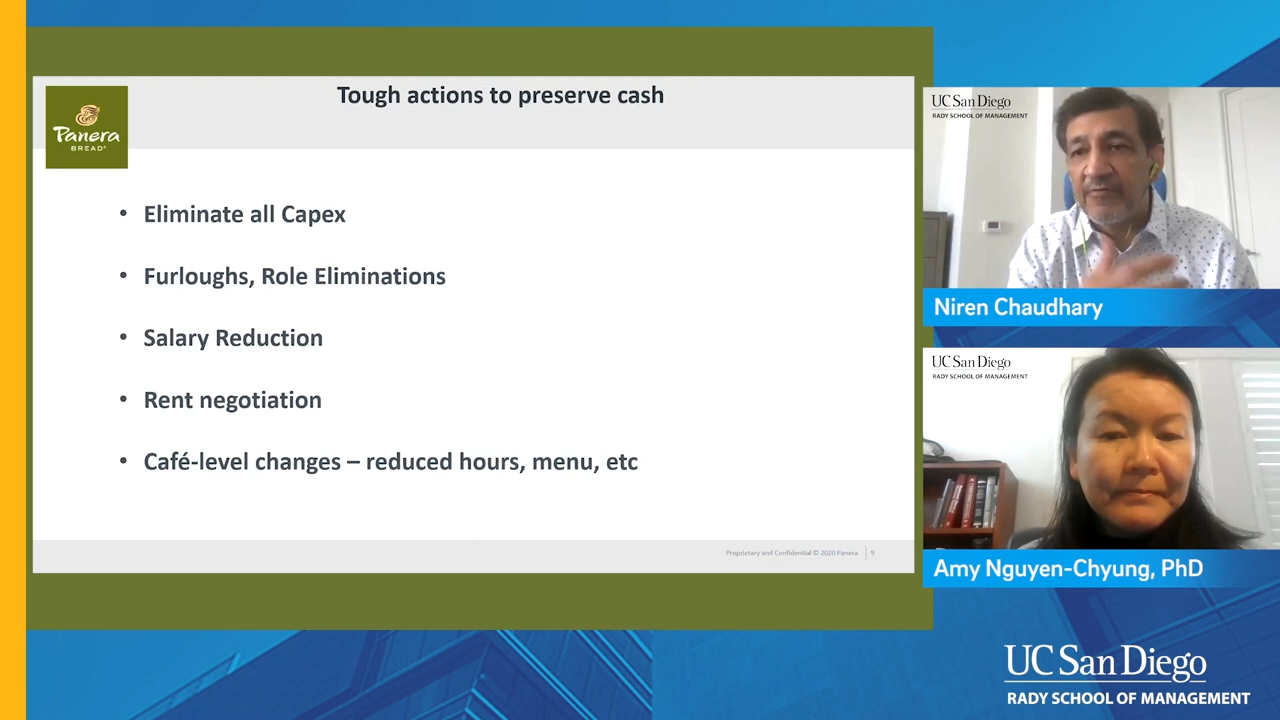 Tough actions to preserve cash
Panera
BREAD®
• Eliminate all Capex
• Furloughs, Role Eliminations
• Salary Reduction
• Rent negotiation
• Café-level changes – reduced hours, menu, etc
Proprietary and Confidential © 2020 Panera 9
UC San Diego
RADY SCHOOL OF MANAGEMENT
Niren Chaudhary
UC San Diego
RADY SCHOOL OF MANAGEMENT
Amy Nguyen-Chyung, PhD
UC San Diego
RADY SCHOOL OF MANAGEMENT